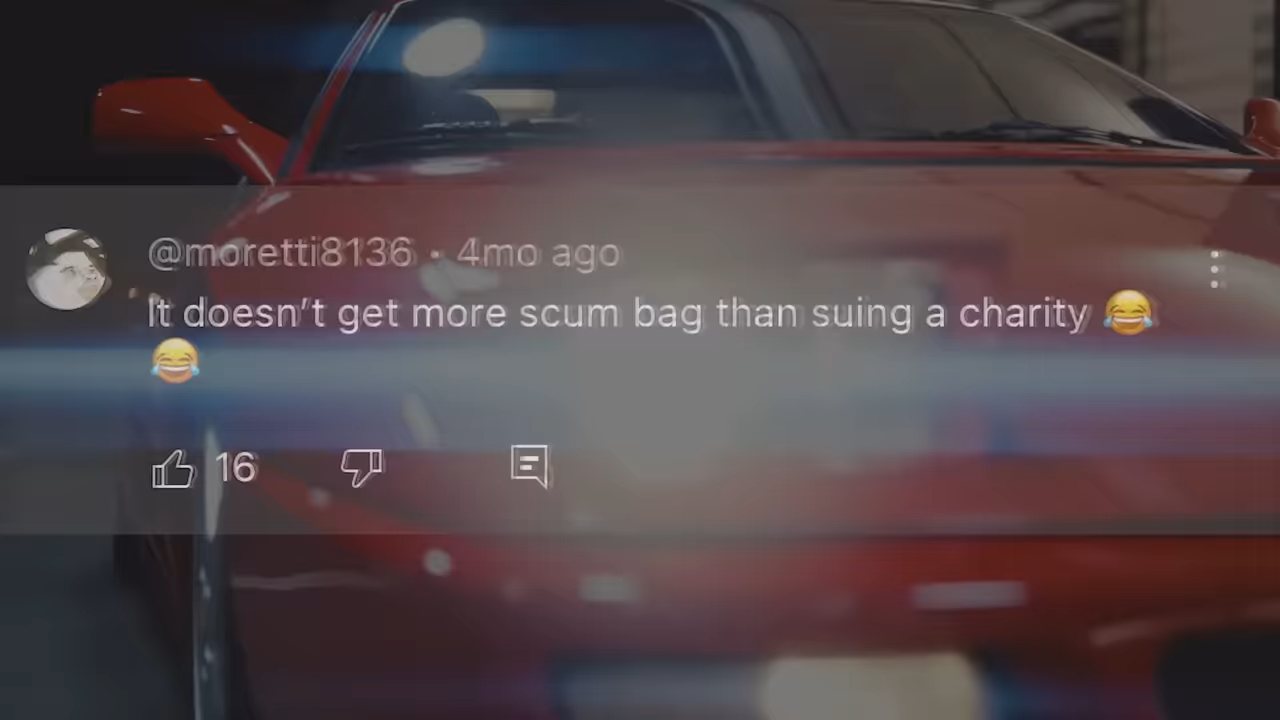 @moretti8136 · 4mo ago
It doesn’t get more scum bag than suing a charity 😂
😂
16